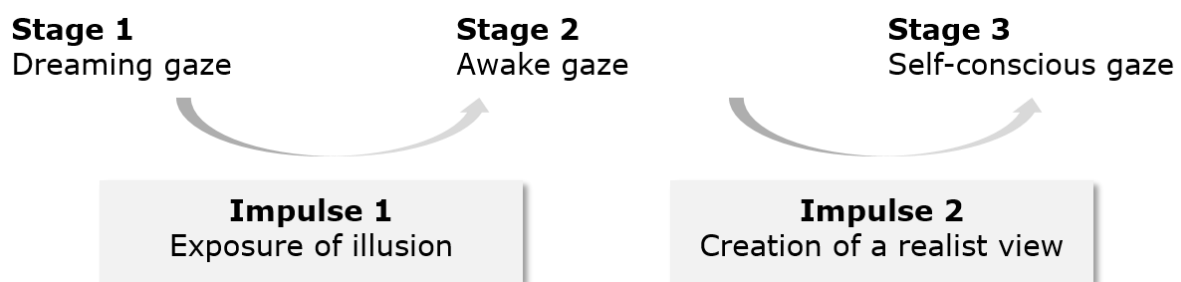 Stage 1
Dreaming gaze
Stage 2
Awake gaze
Stage 3
Self-conscious gaze
Impulse 1
Exposure of illusion
Impulse 2
Creation of a realist view